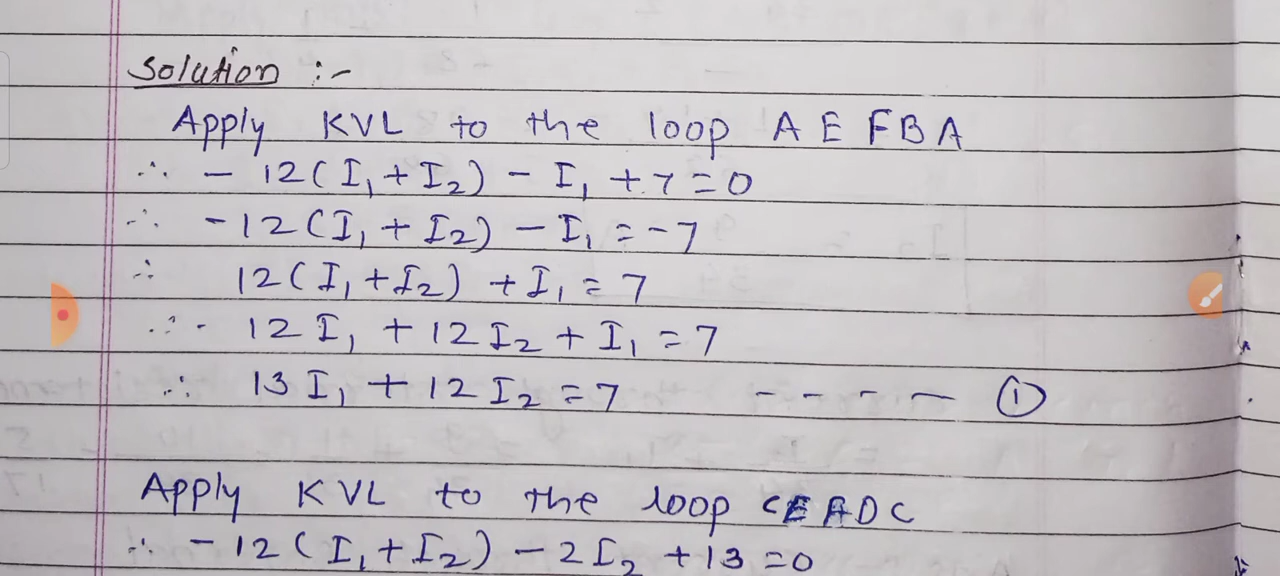 Solution :-
Apply KVL to the loop A E F B A
∴ - 12(I₁+I₂) - I₁ + 7 = 0
∴ -12(I₁+I₂) - I₁ = -7
∴ 12(I₁+I₂) + I₁ = 7
∴ 12I₁ + 12I₂ + I₁ = 7
∴ 13I₁ + 12I₂ = 7 ---- ①
Apply KVL to the loop CEADC
∴ -12(I₁+I₂) - 2I₂ + 13 = 0